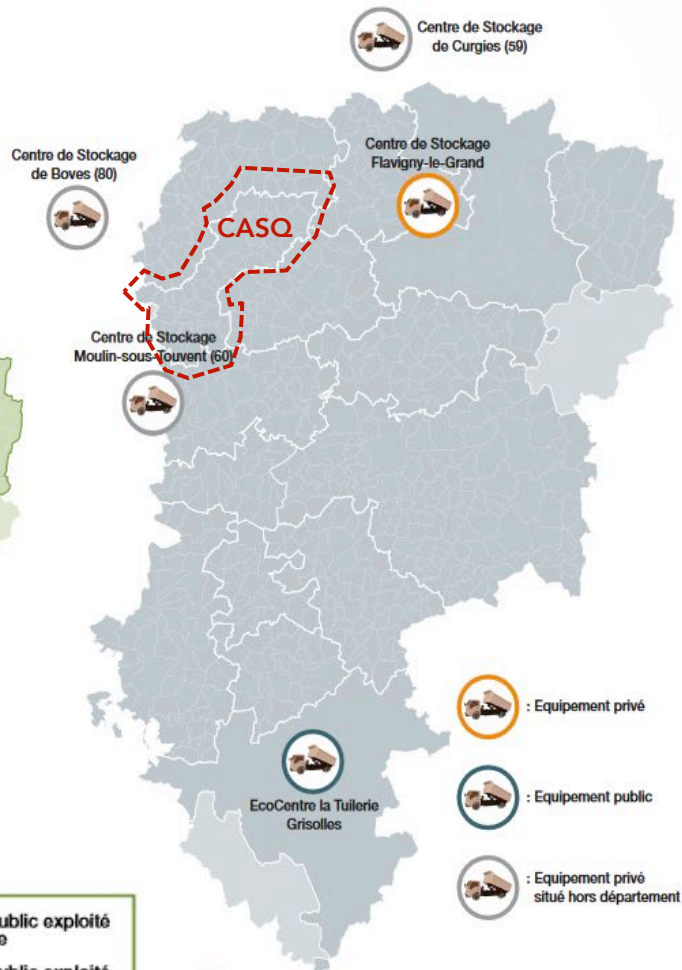 Centre de Stockage
de Curgies (59)
Centre de Stockage
Flavigny-le-Grand
Centre de Stockage
de Boves (80)
CASQ
Centre de Stockage
Moulin-sous-Touvent (60)
: Equipement privé
: Equipement public
EcoCentre la Tuilerie
Grisolles
: Equipement privé
situé hors département
ublic exploité
e
ublic exploité